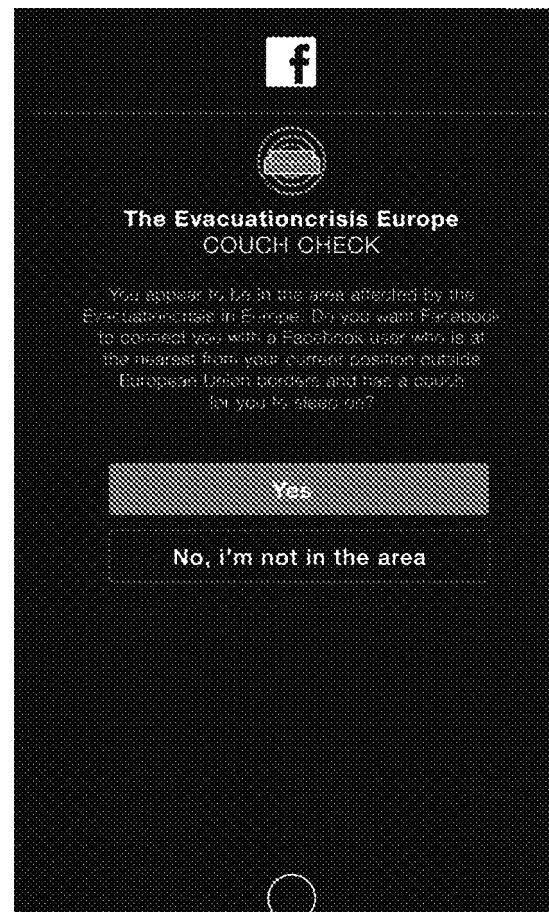 f
The Evacuationcrisis Europe
COUCH CHECK
You appear to be in the area affected by the
Evacuationcrisis in Europe. Do you want Facebook
to connect you with a Facebook user who is at
the nearest from your current position outside
European Union borders and has a couch
for you to sleep on?
Yes
No, i'm not in the area